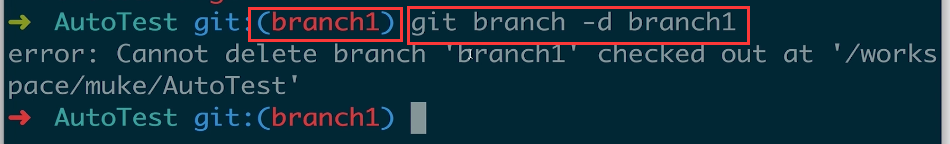 ➜ AutoTest git:(branch1) git branch -d branch1
error: Cannot delete branch 'branch1' checked out at '/works
pace/muke/AutoTest'
➜ AutoTest git:(branch1)